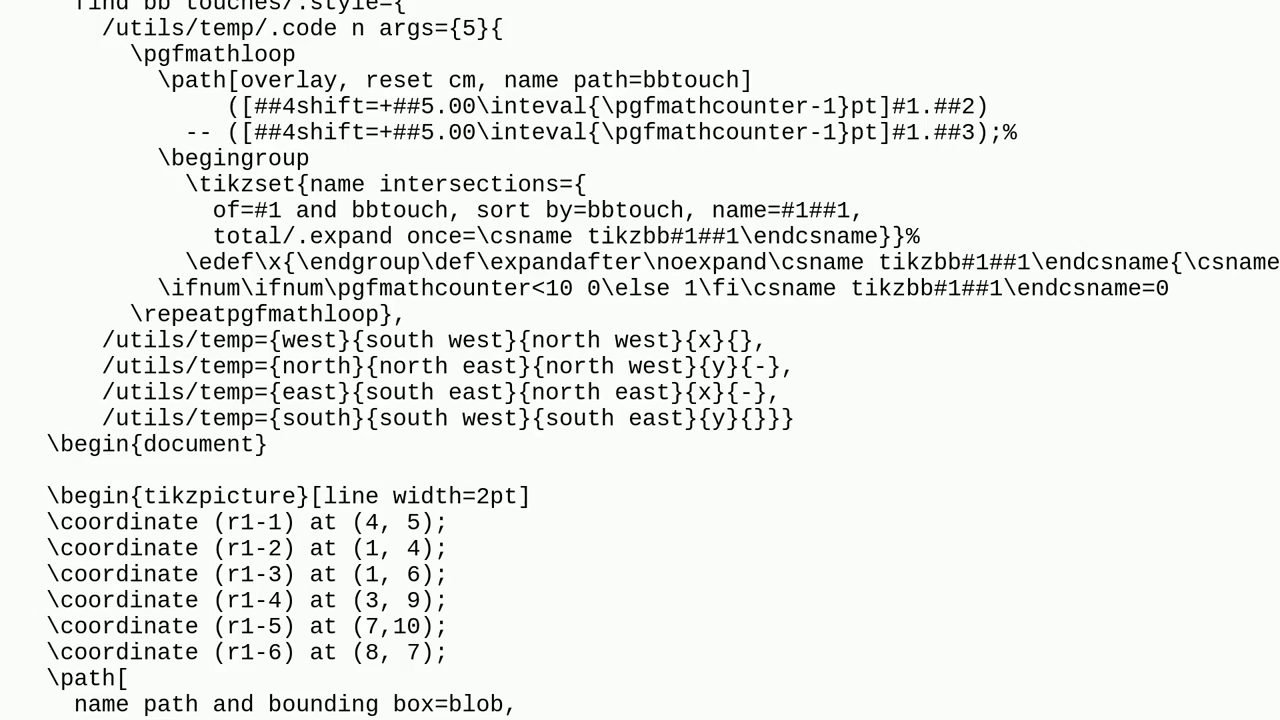 find bb touches/.style={
/utils/temp/.code n args={5}{
\pgfmathloop
\path[overlay, reset cm, name path=bbtouch]
([##4shift=+##5.00\inteval{\pgfmathcounter-1}pt]#1.##2)
-- ([##4shift=+##5.00\inteval{\pgfmathcounter-1}pt]#1.##3);%
\begingroup
\tikzset{name intersections={
of=#1 and bbtouch, sort by=bbtouch, name=#1##1,
total/.expand once=\csname tikzbb#1##1\endcsname}}%
\edef\x{\endgroup\def\expandafter\noexpand\csname tikzbb#1##1\endcsname{\csname
\ifnum\ifnum\pgfmathcounter<10 0\else 1\fi\csname tikzbb#1##1\endcsname=0
\repeatpgfmathloop},
/utils/temp={west}{south west}{north west}{x}{},
/utils/temp={north}{north east}{north west}{y}{-},
/utils/temp={east}{south east}{north east}{x}{-},
/utils/temp={south}{south west}{south east}{y}{}}}
\begin{document}
\begin{tikzpicture}[line width=2pt]
\coordinate (r1-1) at (4, 5);
\coordinate (r1-2) at (1, 4);
\coordinate (r1-3) at (1, 6);
\coordinate (r1-4) at (3, 9);
\coordinate (r1-5) at (7,10);
\coordinate (r1-6) at (8, 7);
\path[
name path and bounding box=blob,